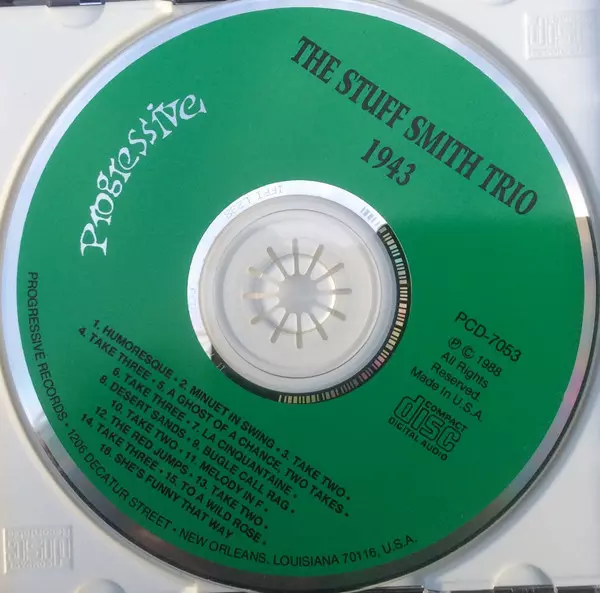 Progressive
THE STUFF SMITH TRIO
1943
PCD-7053
℗ © 1988
All Rights
Reserved.
Made in U.S.A.
COMPACT
disc
DIGITAL AUDIO
1. HUMORESQUE • 2. MINUET IN SWING • 3. TAKE TWO •
4. TAKE THREE • 5. A GHOST OF A CHANCE, TWO TAKES •
6. TAKE THREE • 7. LA CINQUANTAINE •
8. DESERT SANDS • 9. BUGLE CALL RAG •
10. TAKE TWO • 11. MELODY IN F •
12. THE RED JUMPS • 13. TAKE TWO •
14. TAKE THREE • 15. TO A WILD ROSE •
16. SHE'S FUNNY THAT WAY
PROGRESSIVE RECORDS • 1206 DECATUR STREET • NEW ORLEANS, LOUISIANA 70116, U.S.A.